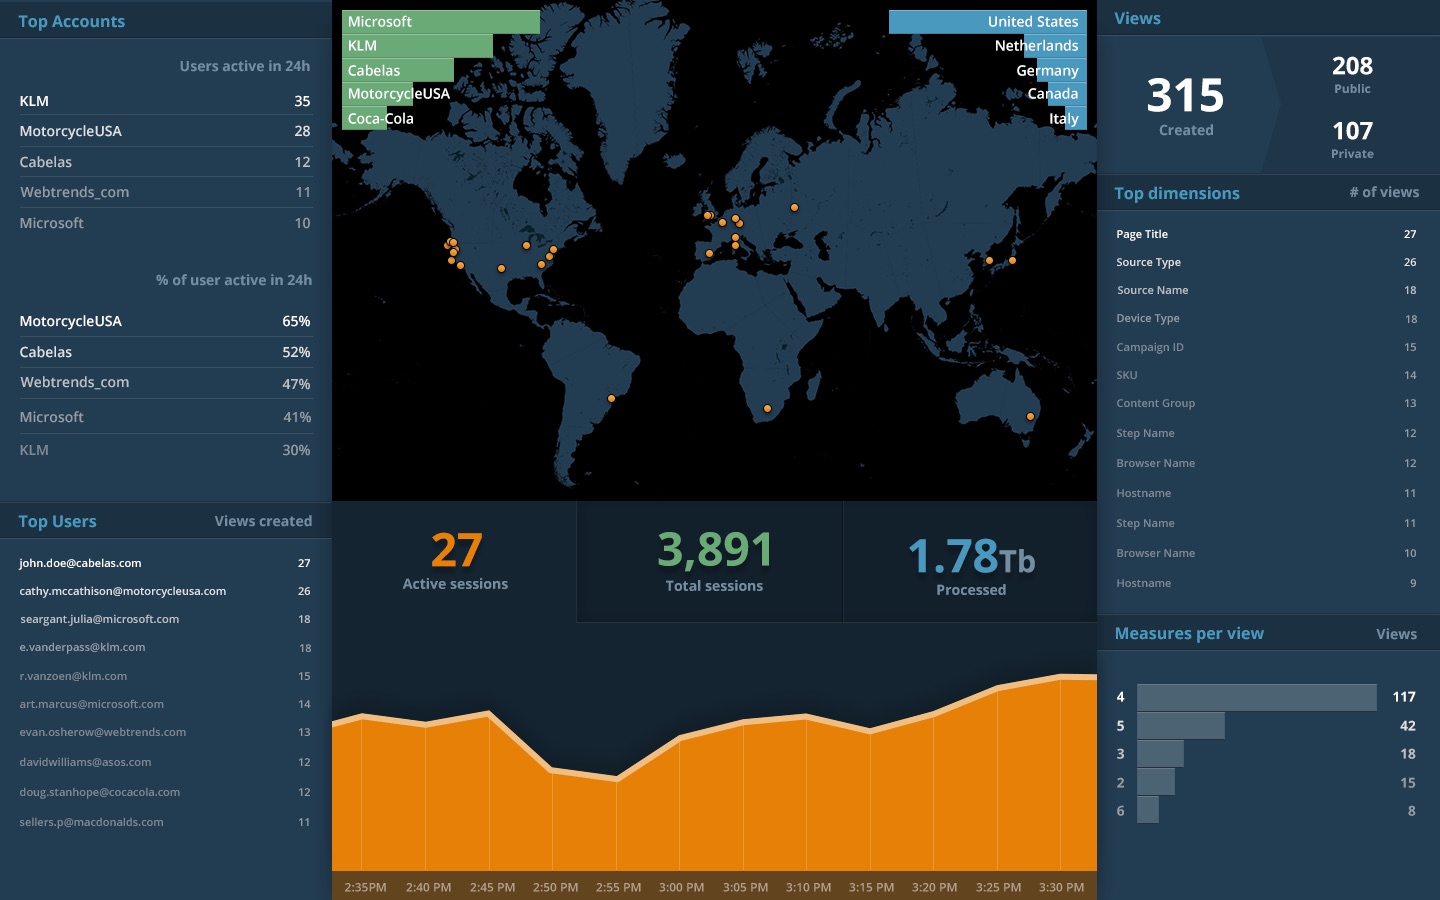 Top Accounts
Users active in 24h
KLM 35
MotorcycleUSA 28
Cabelas 12
Webtrends_com 11
Microsoft 10
% of user active in 24h
MotorcycleUSA 65%
Cabelas 52%
Webtrends_com 47%
Microsoft 41%
KLM 30%
Top Users Views created
john.doe@cabelas.com 27
cathy.mccathison@motorcycleusa.com 26
seargant.julia@microsoft.com 18
e.vanderpass@klm.com 18
r.vanzoen@klm.com 15
art.marcus@microsoft.com 14
evan.osherow@webtrends.com 13
davidwilliams@asos.com 12
doug.stanhope@cocacola.com 12
sellers.p@macdonalds.com 11
Microsoft
KLM
Cabelas
MotorcycleUSA
Coca-Cola
United States
Netherlands
Germany
Canada
Italy
27
Active sessions
3,891
Total sessions
1.78Tb
Processed
2:35PM 2:40 PM 2:45 PM 2:50 PM 2:55 PM 3:00 PM 3:05 PM 3:10 PM 3:15 PM 3:20 PM 3:25 PM 3:30 PM
Views
315
Created
208
Public
107
Private
Top dimensions # of views
Page Title 27
Source Type 26
Source Name 18
Device Type 18
Campaign ID 15
SKU 14
Content Group 13
Step Name 12
Browser Name 12
Hostname 11
Step Name 11
Browser Name 10
Hostname 9
Measures per view Views
4 117
5 42
3 18
2 15
6 8